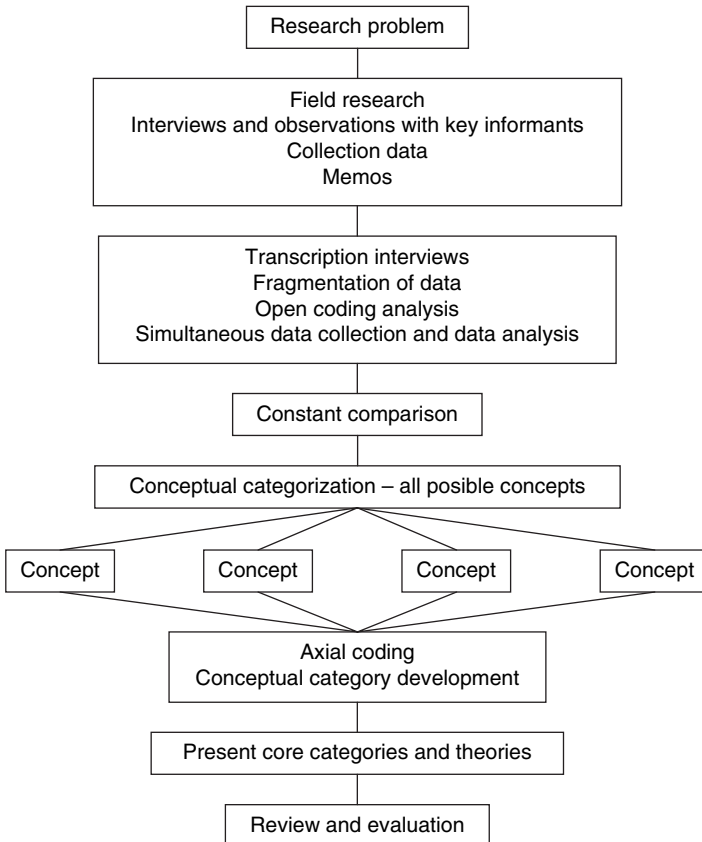 Research problem
Field research
Interviews and observations with key informants
Collection data
Memos
Transcription interviews
Fragmentation of data
Open coding analysis
Simultaneous data collection and data analysis
Constant comparison
Conceptual categorization – all posible concepts
Concept
Concept
Concept
Concept
Axial coding
Conceptual category development
Present core categories and theories
Review and evaluation